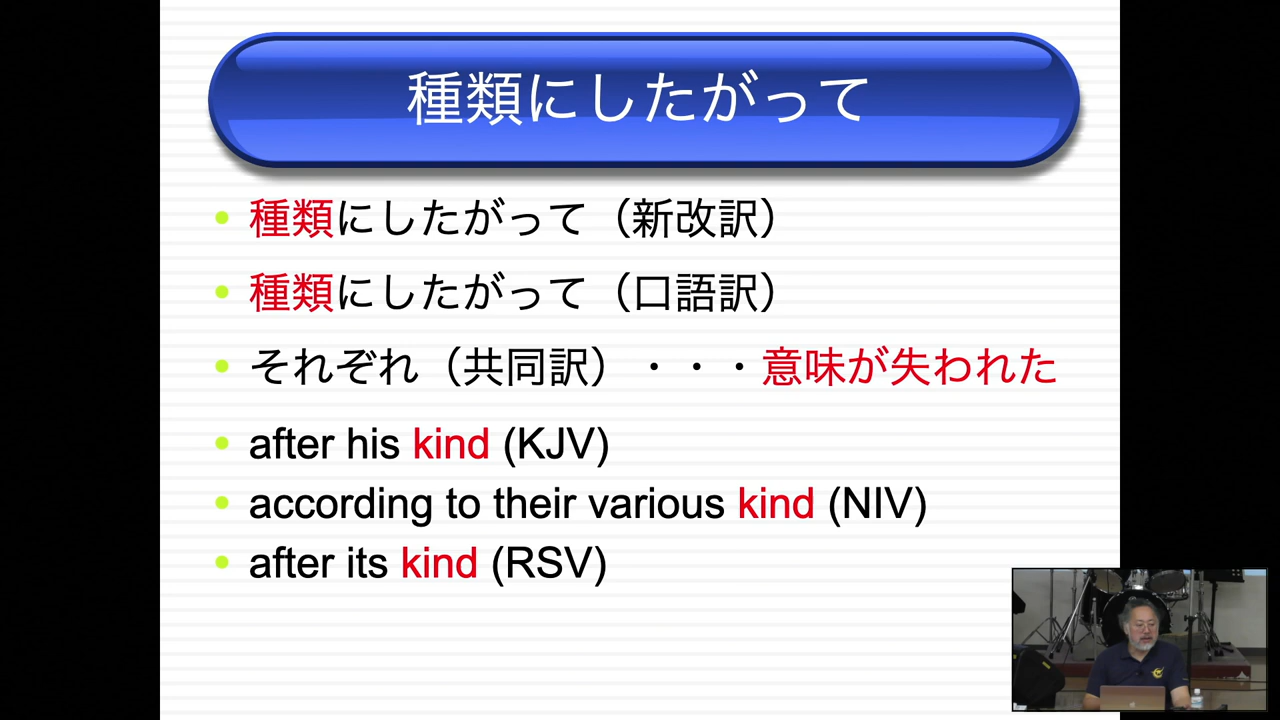 種類にしたがって
種類にしたがって（新改訳）
種類にしたがって（口語訳）
それぞれ（共同訳）・・・意味が失われた
after his kind (KJV)
according to their various kind (NIV)
after its kind (RSV)